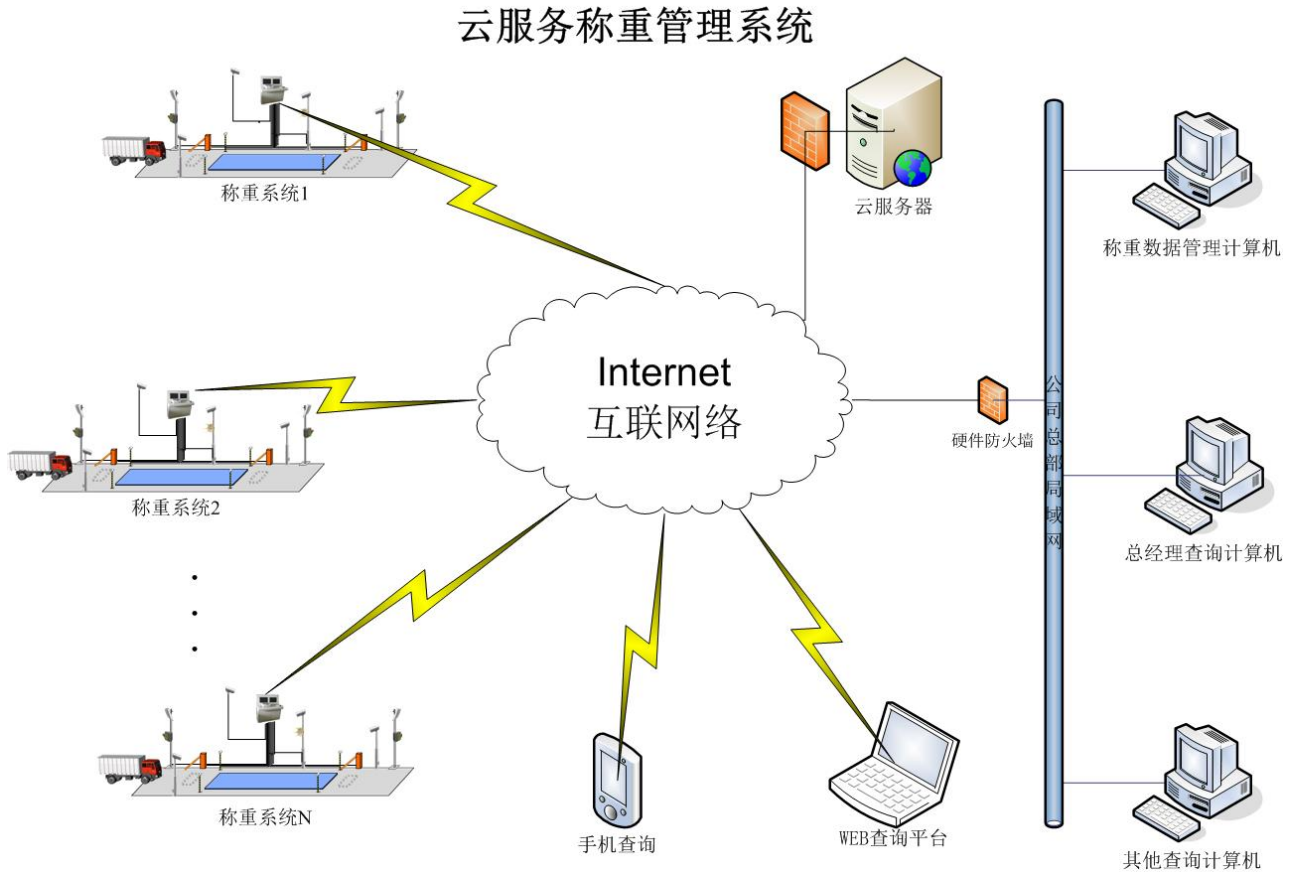 云服务称重管理系统
称重系统1
云服务器
称重数据管理计算机
Internet
互联网络
硬件防火墙
公司总部局域网
称重系统2
总经理查询计算机
称重系统N
手机查询
WEB查询平台
其他查询计算机